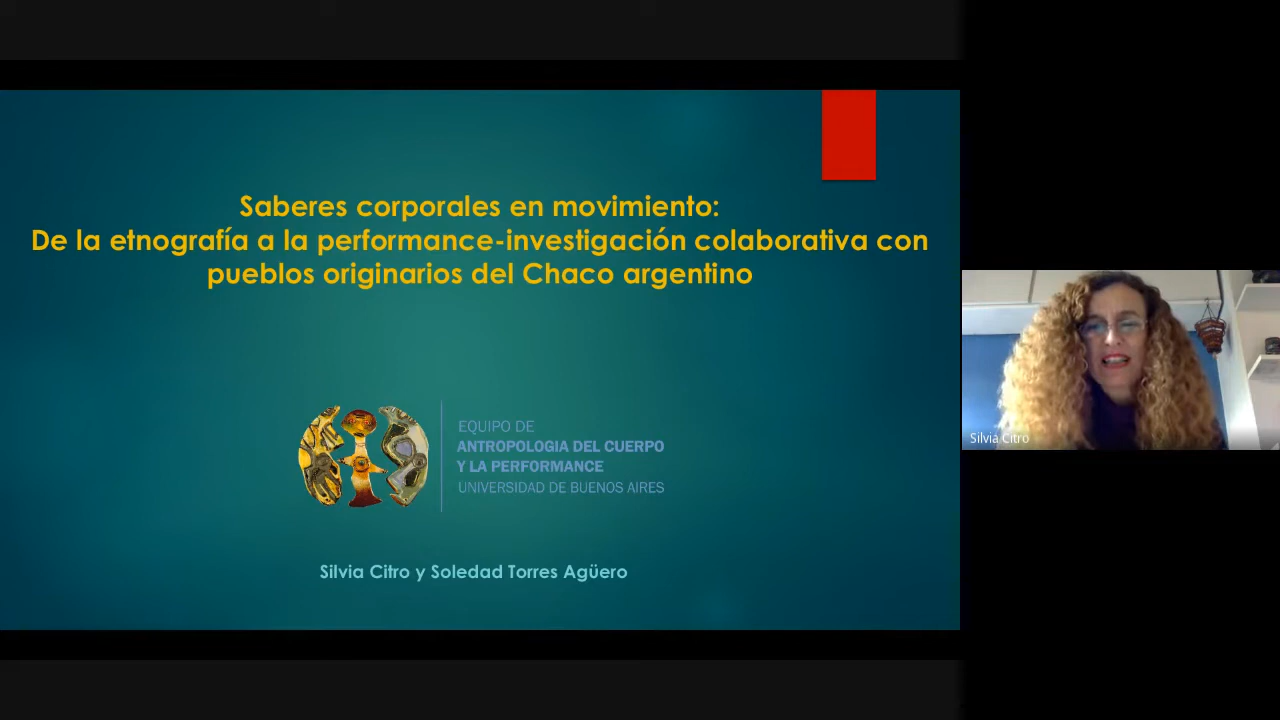 Saberes corporales en movimiento:
De la etnografía a la performance-investigación colaborativa con
pueblos originarios del Chaco argentino
EQUIPO DE
ANTROPOLOGIA DEL CUERPO
Y LA PERFORMANCE
UNIVERSIDAD DE BUENOS AIRES
Silvia Citro y Soledad Torres Agüero
Silvia Citro